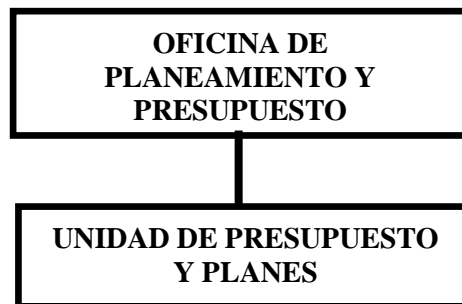 OFICINA DE
PLANEAMIENTO Y
PRESUPUESTO
UNIDAD DE PRESUPUESTO
Y PLANES